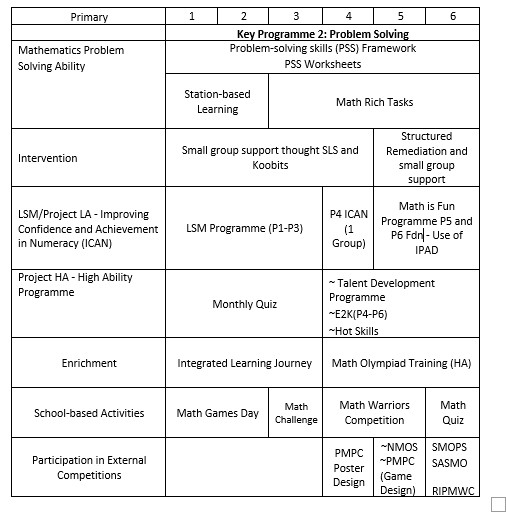 Primary 1 2 3 4 5 6
Key Programme 2: Problem Solving
Mathematics Problem
Solving Ability
Problem-solving skills (PSS) Framework
PSS Worksheets
Station-based
Learning
Math Rich Tasks
Intervention
Small group support thought SLS and
Koobits
Structured
Remediation and
small group
support
LSM/Project LA - Improving
Confidence and Achievement
in Numeracy (ICAN)
LSM Programme (P1-P3)
P4 ICAN
(1
Group)
Math is Fun
Programme P5 and
P6 Fdn- Use of
IPAD
Project HA - High Ability
Programme
Monthly Quiz
~ Talent Development
Programme
~E2K(P4-P6)
~Hot Skills
Enrichment
Integrated Learning Journey
Math Olympiad Training (HA)
School-based Activities
Math Games Day
Math
Challenge
Math Warriors
Competition
Math
Quiz
Participation in External
Competitions
PMPC
Poster
Design
~NMOS
~PMPC
(Game
Design)
SMOPS
SASMO
RIPMWC